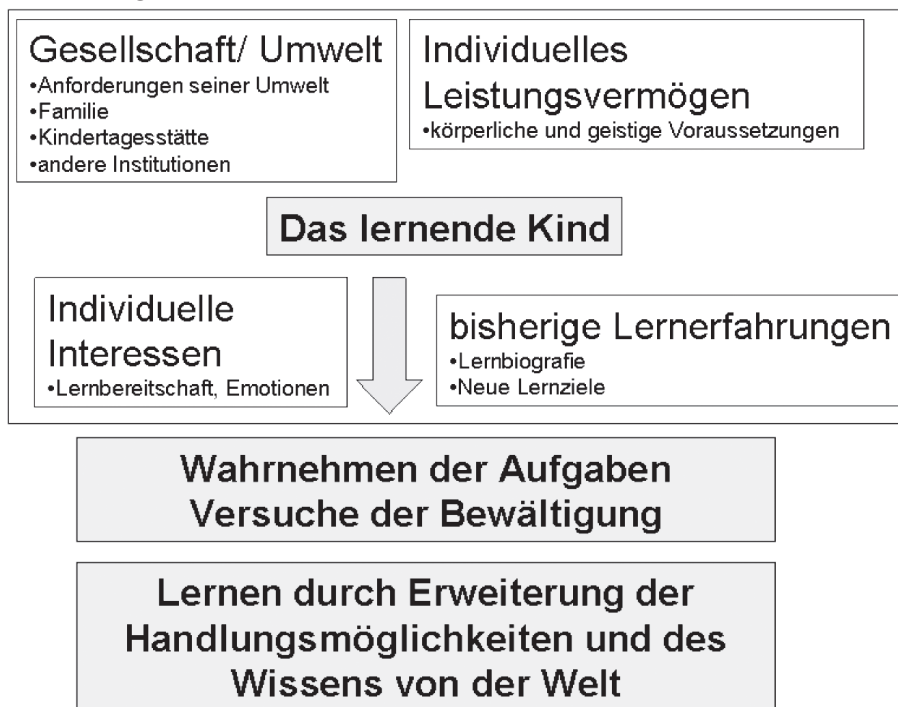 Gesellschaft/ Umwelt
•Anforderungen seiner Umwelt
•Familie
•Kindertagesstätte
•andere Institutionen
Individuelles
Leistungsvermögen
•körperliche und geistige Voraussetzungen
Das lernende Kind
Individuelle
Interessen
•Lernbereitschaft, Emotionen
bisherige Lernerfahrungen
•Lernbiografie
•Neue Lernziele
Wahrnehmen der Aufgaben
Versuche der Bewältigung
Lernen durch Erweiterung der
Handlungsmöglichkeiten und des
Wissens von der Welt